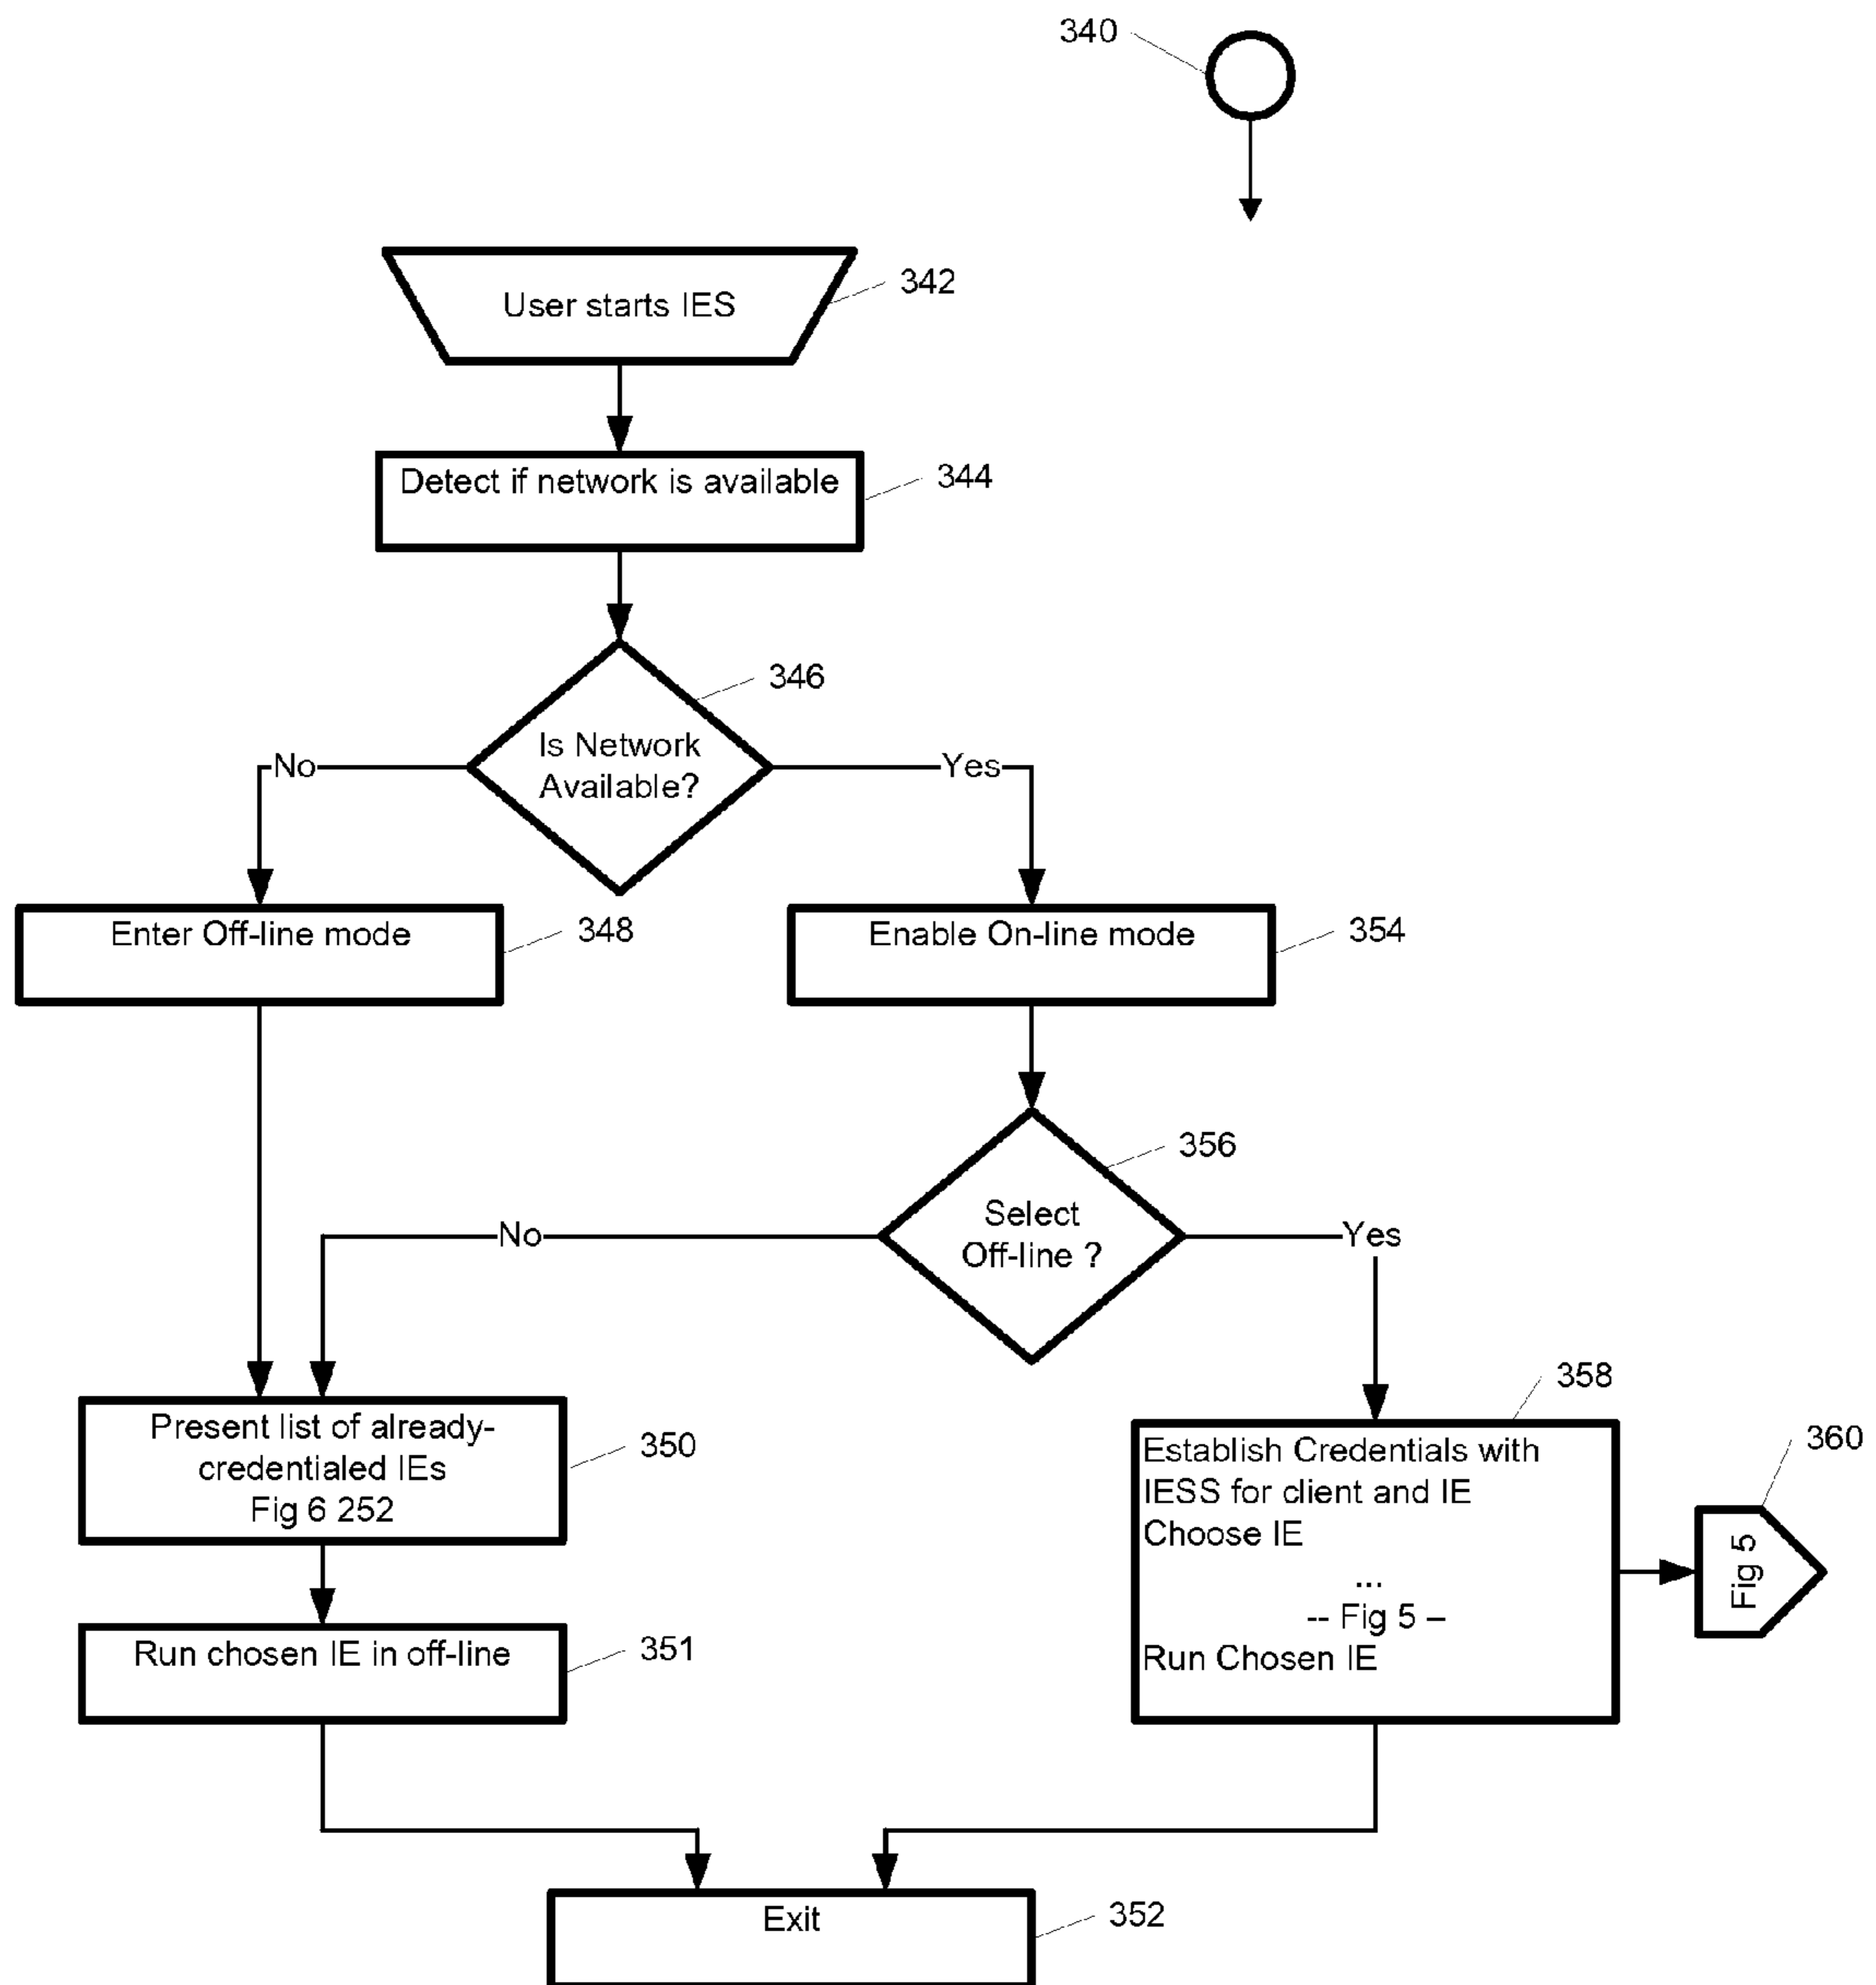 340
User starts IES
342
Detect if network is available
344
346
Is Network
Available?
No
Yes
Enter Off-line mode
348
Enable On-line mode
354
356
Select
Off-line ?
No
Yes
358
Present list of already-
credentialed IEs
Fig 6 252
350
Establish Credentials with
IESS for client and IE
Choose IE
...
-- Fig 5 –
Run Chosen IE
360
Fig 5
Run chosen IE in off-line
351
Exit
352